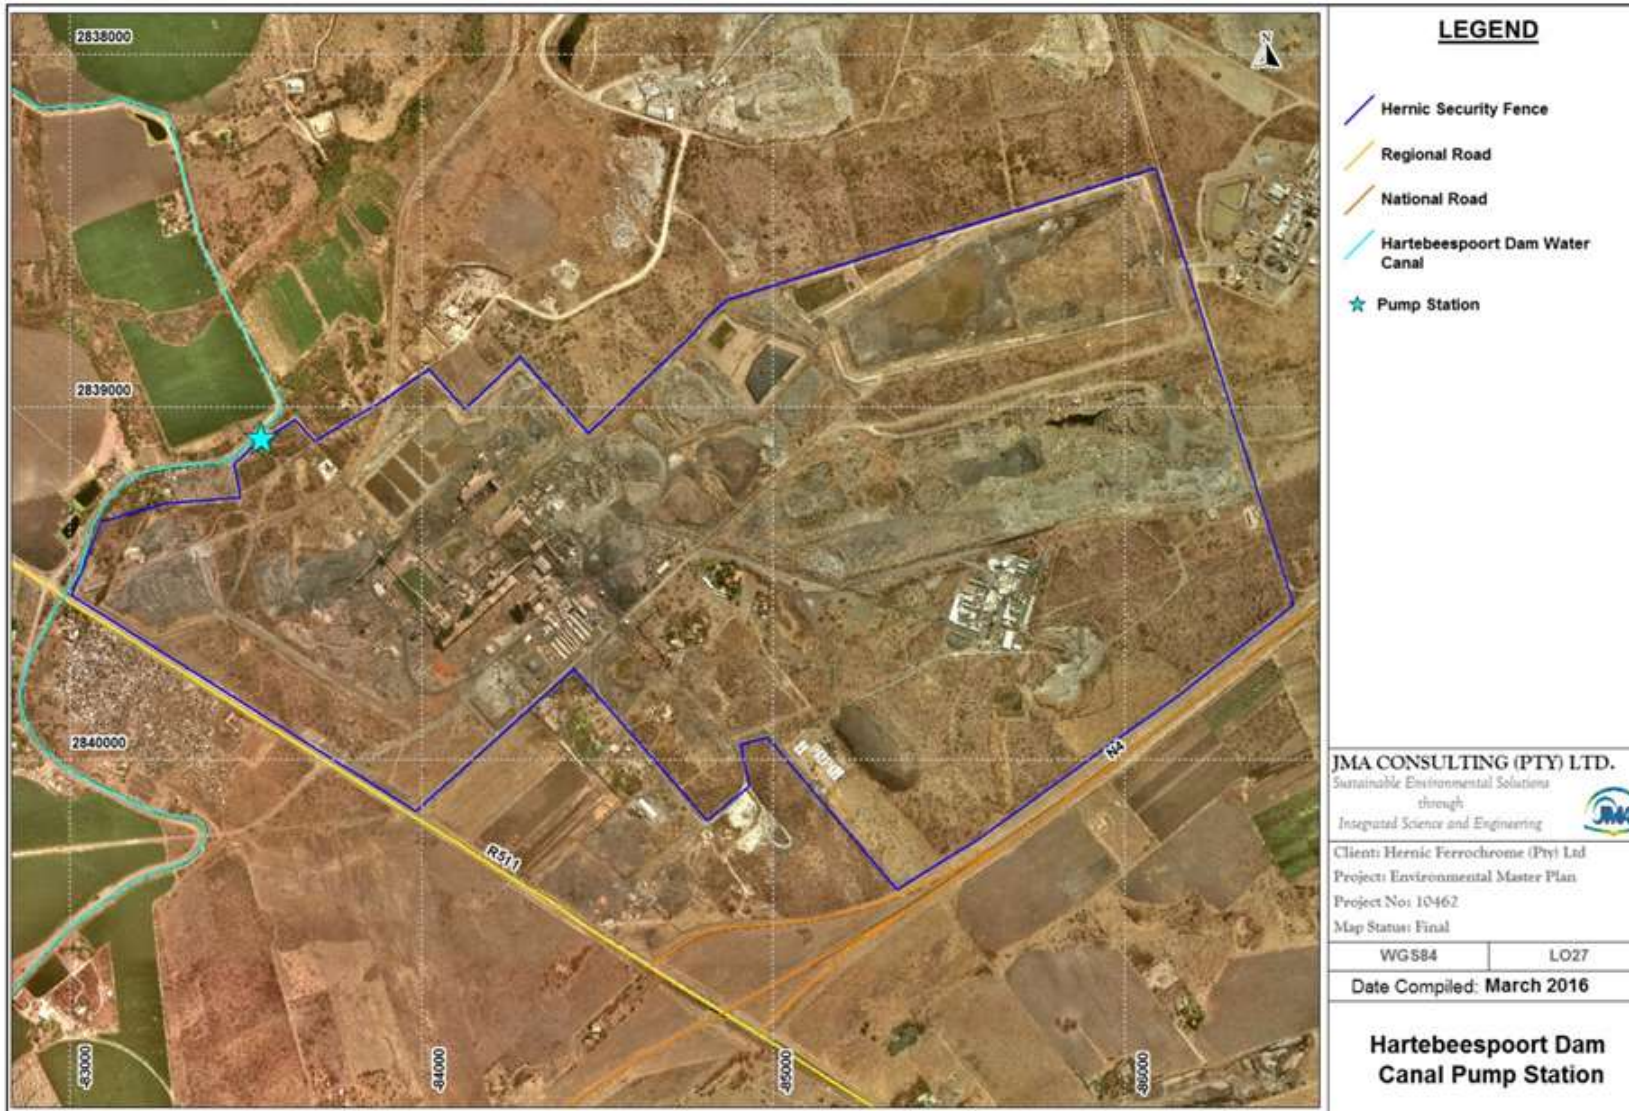 2838000
N
2839000
2840000
R511
N4
-83000
-84000
-85000
-86000
LEGEND
Hernic Security Fence
Regional Road
National Road
Hartebeespoort Dam Water
Canal
Pump Station
JMA CONSULTING (PTY) LTD.
Sustainable Environmental Solutions
through
Integrated Science and Engineering
JMA
Client: Hernic Ferrochrome (Pty) Ltd
Project: Environmental Master Plan
Project No: 10462
Map Status: Final
WGS84 LO27
Date Compiled: March 2016
Hartebeespoort Dam
Canal Pump Station